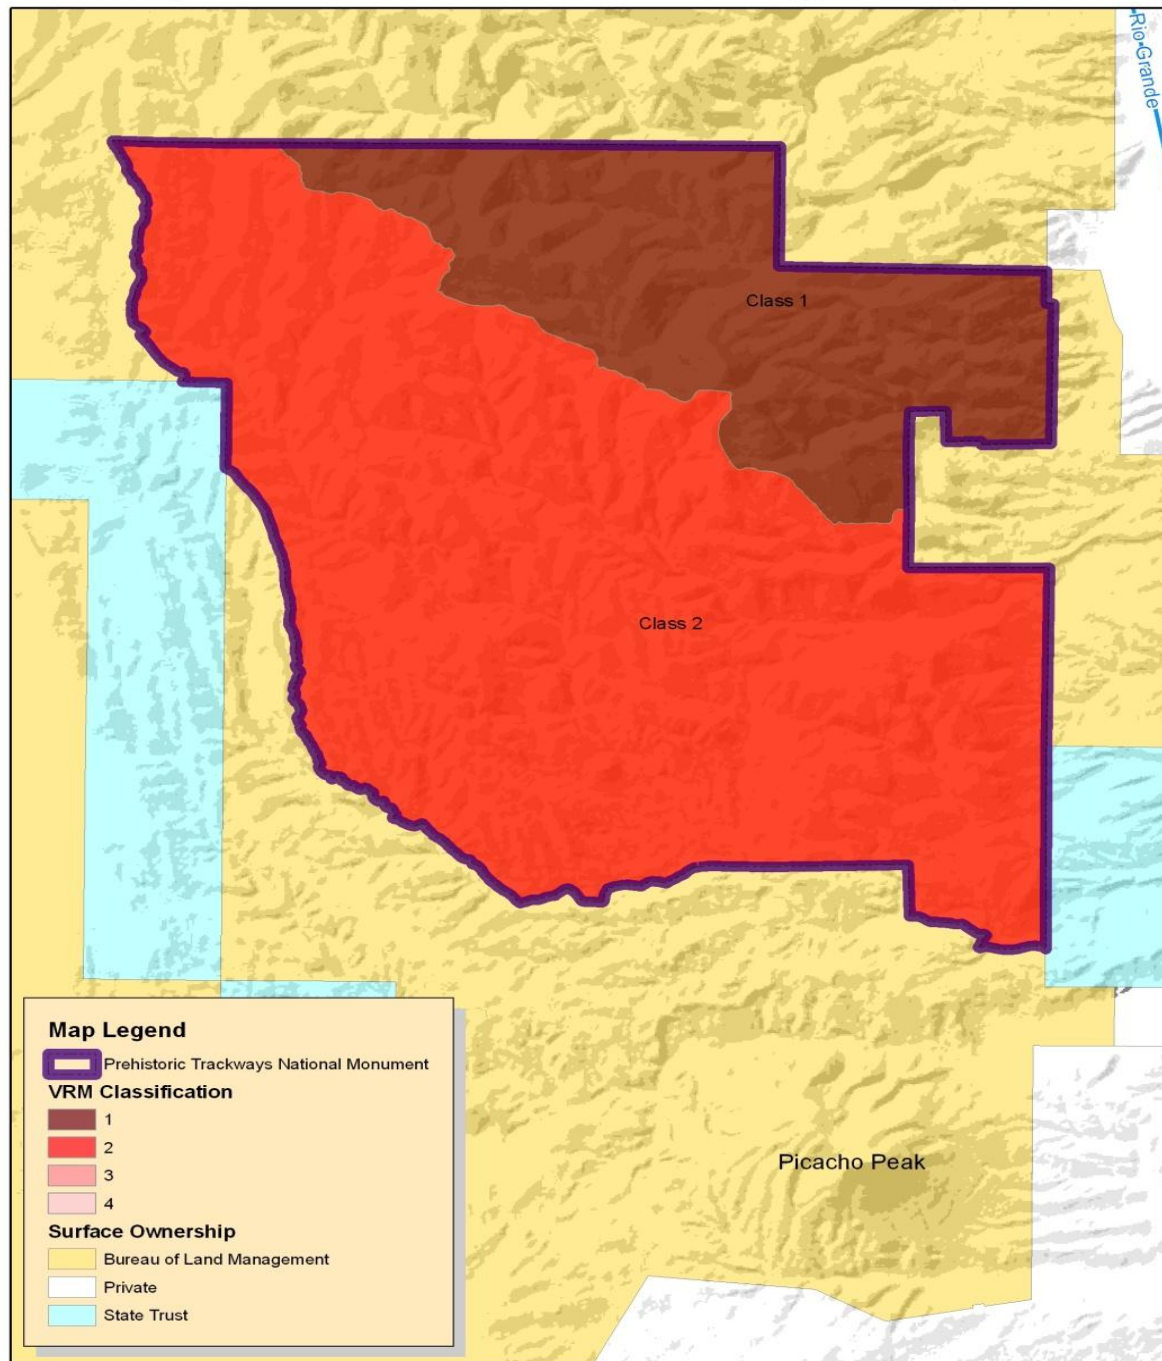 Rio Grande
Class 1
Class 2
Picacho Peak
Map Legend
Prehistoric Trackways National Monument
VRM Classification
1
2
3
4
Surface Ownership
Bureau of Land Management
Private
State Trust